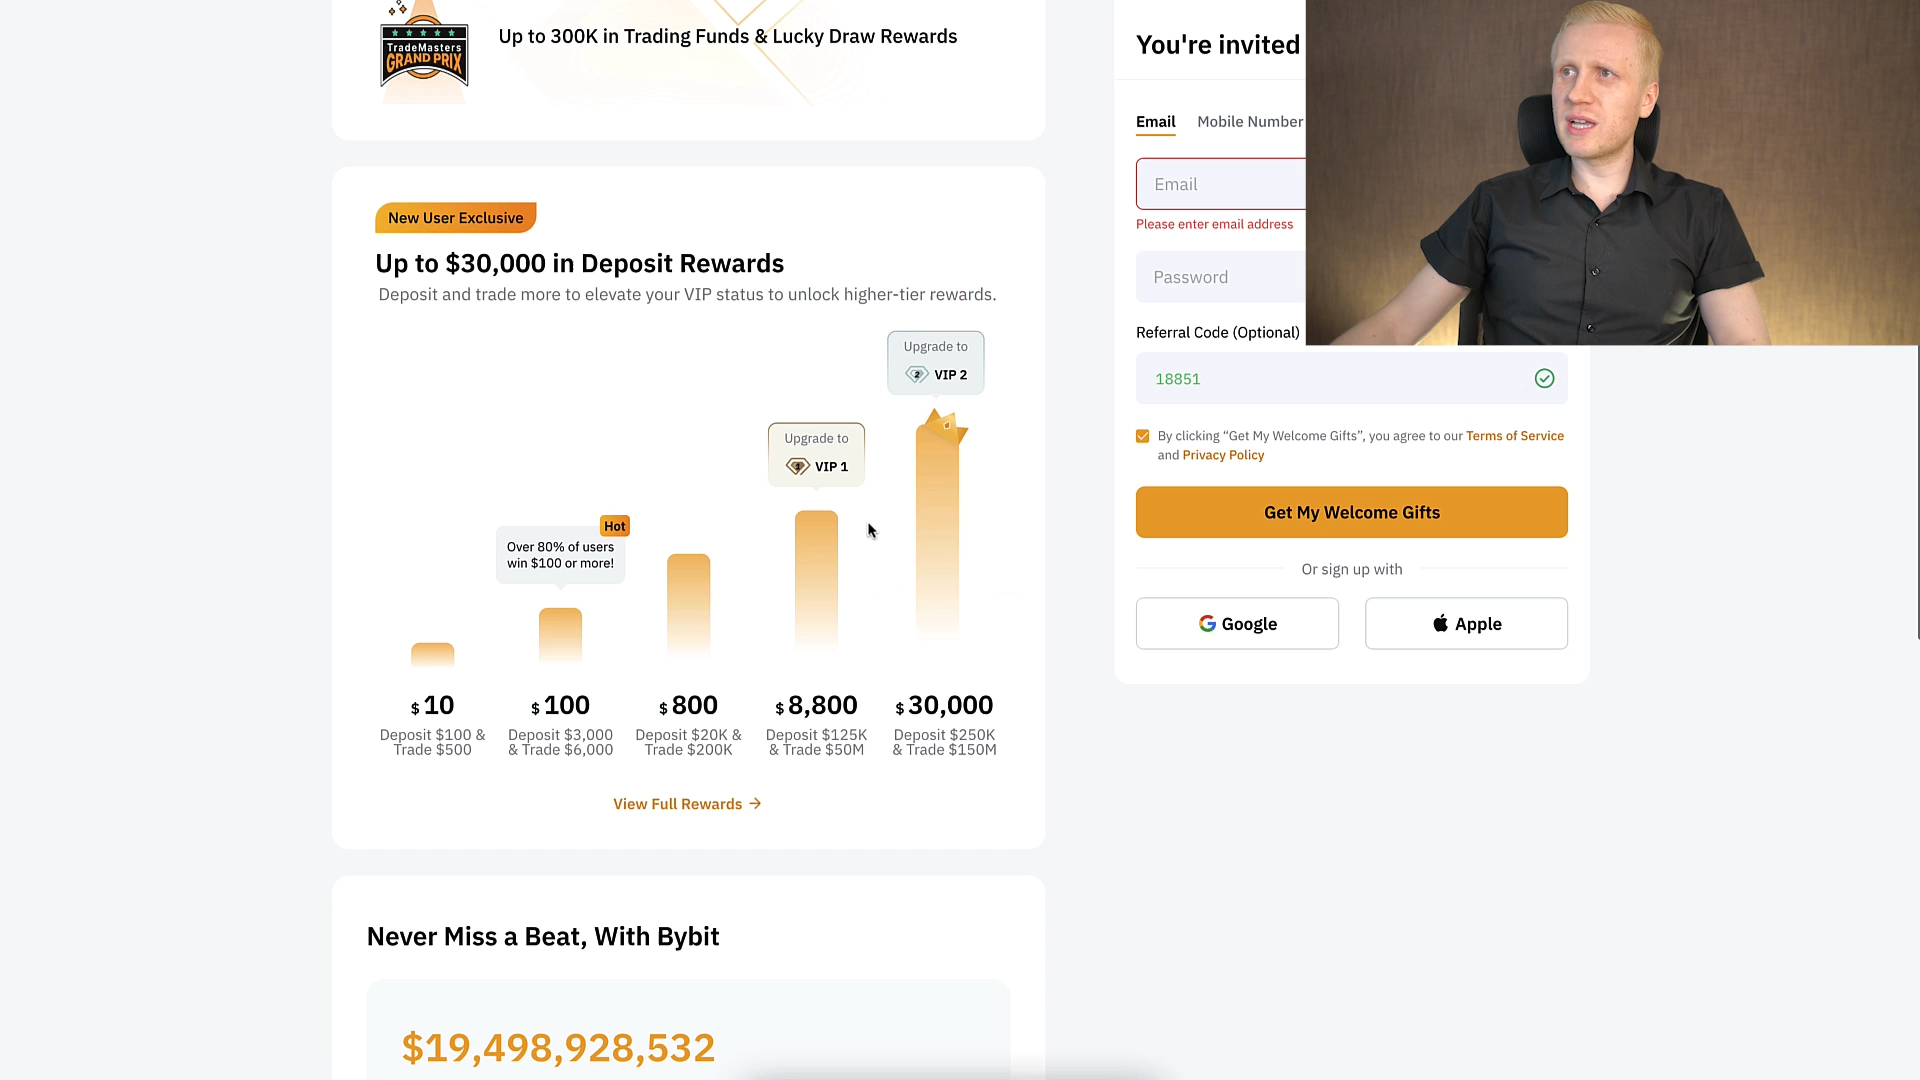 TradeMasters
GRAND PRIX
Up to 300K in Trading Funds & Lucky Draw Rewards
New User Exclusive
Up to $30,000 in Deposit Rewards
Deposit and trade more to elevate your VIP status to unlock higher-tier rewards.
Upgrade to
2 VIP 2
Upgrade to
VIP 1
Hot
Over 80% of users
win $100 or more!
$ 10
Deposit $100 &
Trade $500
$ 100
Deposit $3,000
& Trade $6,000
$ 800
Deposit $20K &
Trade $200K
$ 8,800
Deposit $125K
& Trade $50M
$ 30,000
Deposit $250K
& Trade $150M
View Full Rewards →
Never Miss a Beat, With Bybit
$19,498,928,532
You're invited
Email
Mobile Number
Email
Please enter email address
Password
Referral Code (Optional)
18851
By clicking “Get My Welcome Gifts”, you agree to our Terms of Service
and Privacy Policy
Get My Welcome Gifts
Or sign up with
Google
Apple